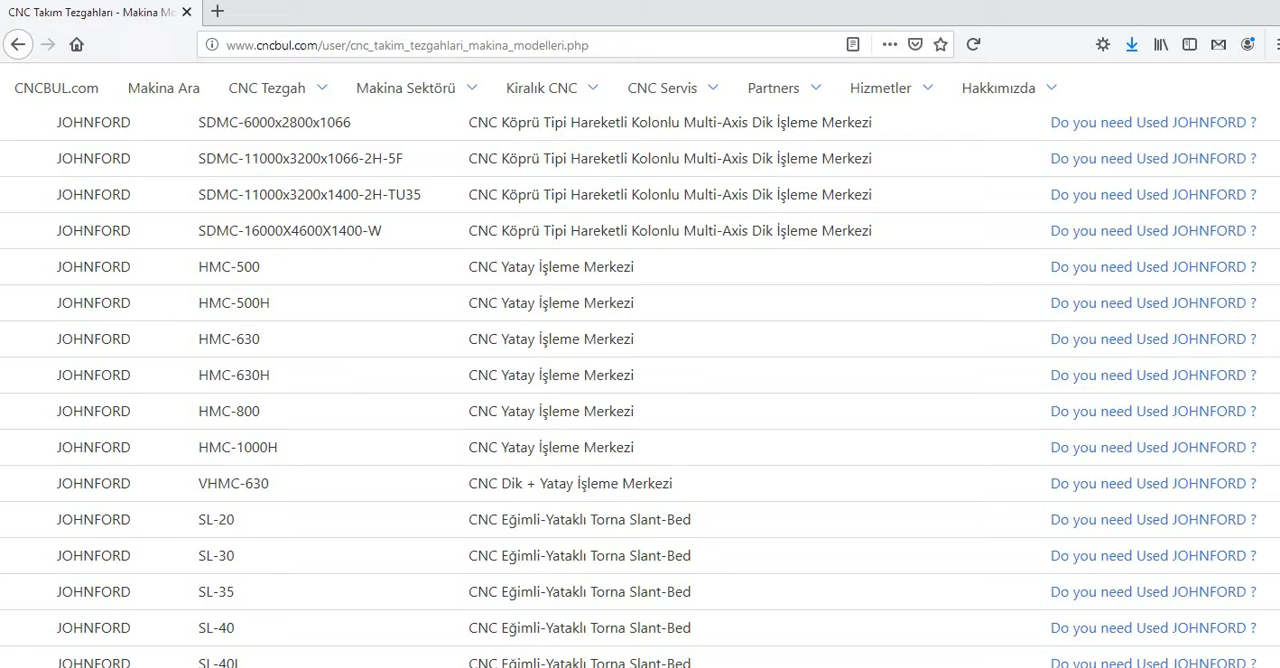 CNC Takım Tezgahları - Makina Mo
www.cncbul.com/user/cnc_takim_tezgahlari_makina_modelleri.php
CNCBUL.com Makina Ara CNC Tezgah Makina Sektörü Kiralık CNC CNC Servis Partners Hizmetler Hakkımızda
JOHNFORD SDMC-6000x2800x1066 CNC Köprü Tipi Hareketli Kolonlu Multi-Axis Dik İşleme Merkezi Do you need Used JOHNFORD ?
JOHNFORD SDMC-11000x3200x1066-2H-5F CNC Köprü Tipi Hareketli Kolonlu Multi-Axis Dik İşleme Merkezi Do you need Used JOHNFORD ?
JOHNFORD SDMC-11000x3200x1400-2H-TU35 CNC Köprü Tipi Hareketli Kolonlu Multi-Axis Dik İşleme Merkezi Do you need Used JOHNFORD ?
JOHNFORD SDMC-16000X4600X1400-W CNC Köprü Tipi Hareketli Kolonlu Multi-Axis Dik İşleme Merkezi Do you need Used JOHNFORD ?
JOHNFORD HMC-500 CNC Yatay İşleme Merkezi Do you need Used JOHNFORD ?
JOHNFORD HMC-500H CNC Yatay İşleme Merkezi Do you need Used JOHNFORD ?
JOHNFORD HMC-630 CNC Yatay İşleme Merkezi Do you need Used JOHNFORD ?
JOHNFORD HMC-630H CNC Yatay İşleme Merkezi Do you need Used JOHNFORD ?
JOHNFORD HMC-800 CNC Yatay İşleme Merkezi Do you need Used JOHNFORD ?
JOHNFORD HMC-1000H CNC Yatay İşleme Merkezi Do you need Used JOHNFORD ?
JOHNFORD VHMC-630 CNC Dik + Yatay İşleme Merkezi Do you need Used JOHNFORD ?
JOHNFORD SL-20 CNC Eğimli-Yataklı Torna Slant-Bed Do you need Used JOHNFORD ?
JOHNFORD SL-30 CNC Eğimli-Yataklı Torna Slant-Bed Do you need Used JOHNFORD ?
JOHNFORD SL-35 CNC Eğimli-Yataklı Torna Slant-Bed Do you need Used JOHNFORD ?
JOHNFORD SL-40 CNC Eğimli-Yataklı Torna Slant-Bed Do you need Used JOHNFORD ?
JOHNFORD CNC Eğimli-Yataklı Torna Slant-Bed Do you need Used JOHNFORD ?